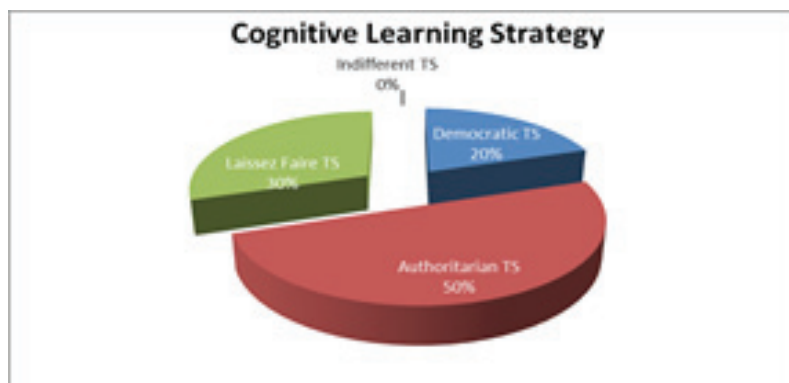 Cognitive Learning Strategy
Indifferent TS
0%
Democratic TS
20%
Laissez Faire TS
30%
Authoritarian TS
50%